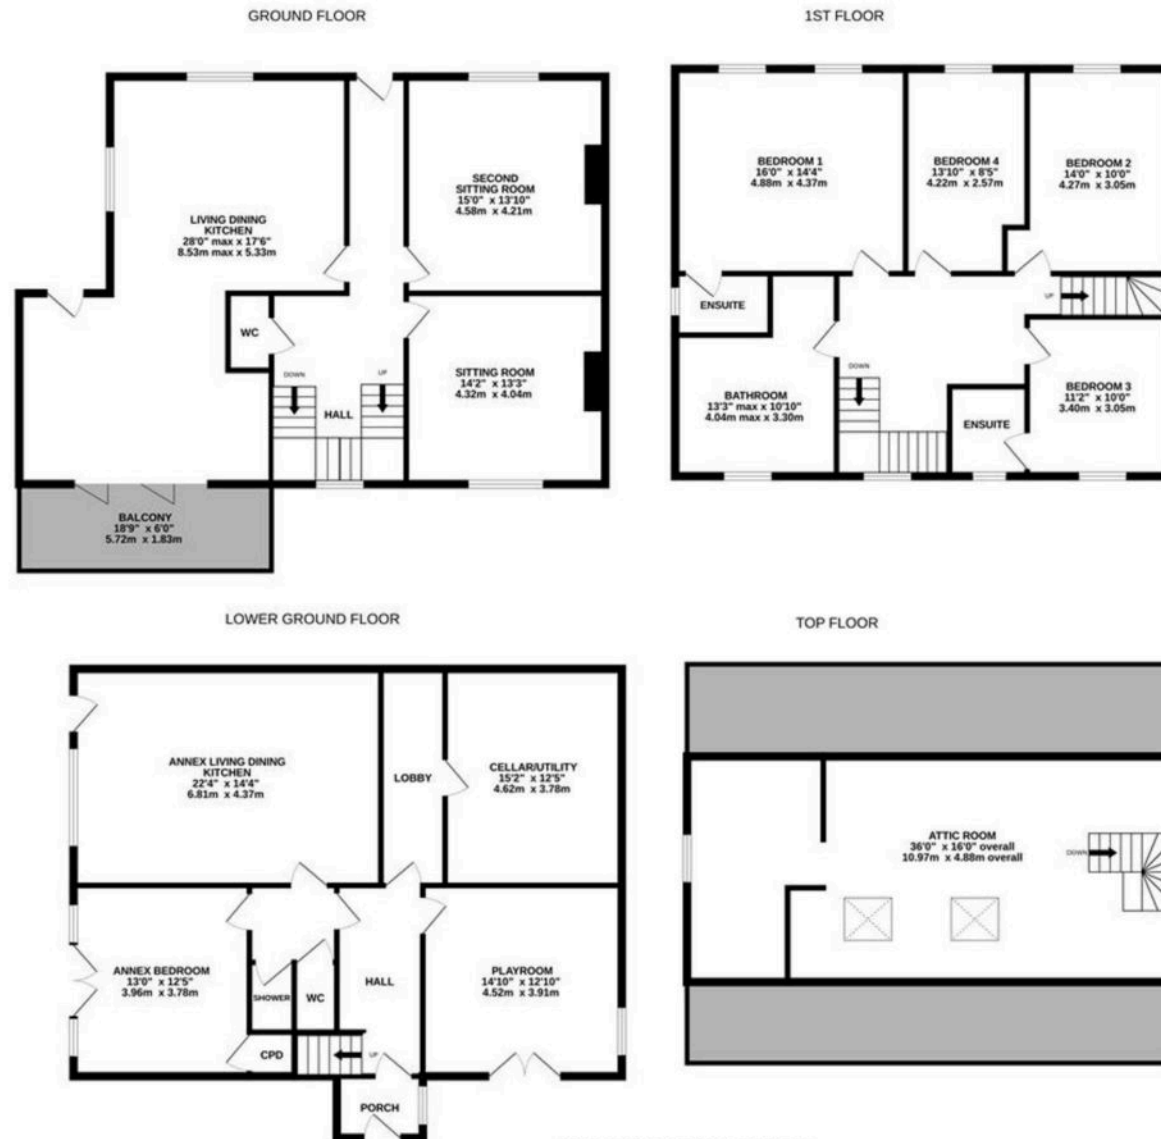 GROUND FLOOR
LIVING DINING
KITCHEN
28'0" max x 17'6"
8.53m max x 5.33m
SECOND
SITTING ROOM
15'0" x 13'10"
4.58m x 4.21m
WC
DOWN
UP
HALL
SITTING ROOM
14'2" x 13'3"
4.32m x 4.04m
BALCONY
18'9" x 6'0"
5.72m x 1.83m
1ST FLOOR
BEDROOM 1
16'0" x 14'4"
4.88m x 4.37m
BEDROOM 4
13'10" x 8'5"
4.22m x 2.57m
BEDROOM 2
14'0" x 10'0"
4.27m x 3.05m
ENSUITE
UP
DOWN
BATHROOM
13'3" max x 10'10"
4.04m max x 3.30m
ENSUITE
BEDROOM 3
11'2" x 10'0"
3.40m x 3.05m
LOWER GROUND FLOOR
ANNEX LIVING DINING
KITCHEN
22'4" x 14'4"
6.81m x 4.37m
LOBBY
CELLAR/UTILITY
15'2" x 12'5"
4.62m x 3.78m
ANNEX BEDROOM
13'0" x 12'5"
3.96m x 3.78m
SHOWER
WC
HALL
PLAYROOM
14'10" x 12'10"
4.52m x 3.91m
CPD
UP
PORCH
TOP FLOOR
ATTIC ROOM
36'0" x 16'0" overall
10.97m x 4.88m overall
DOWN